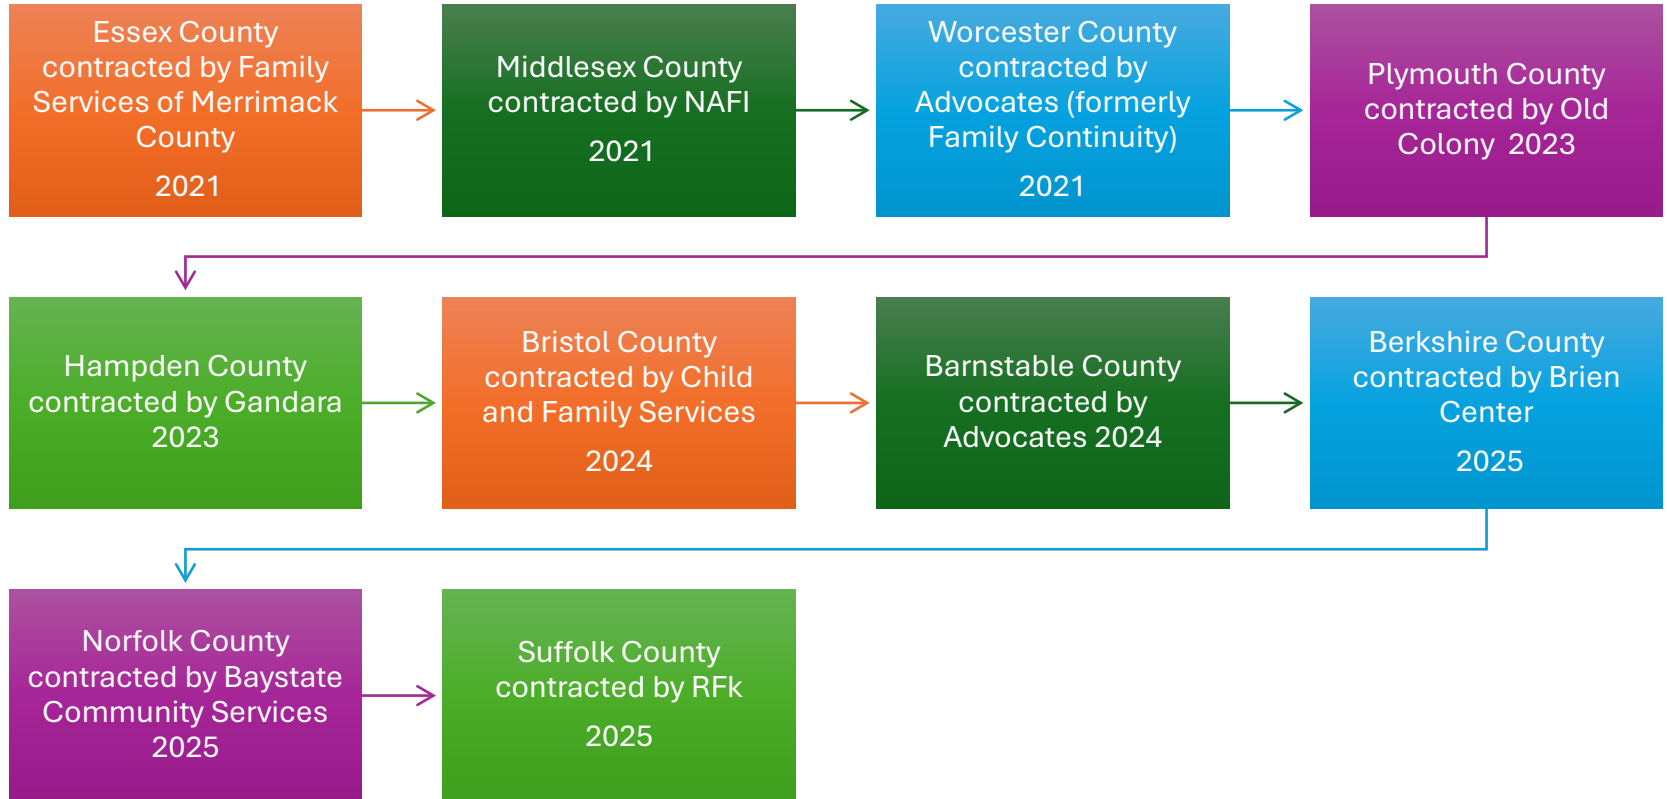 Essex County
contracted by Family
Services of Merrimack
County
2021
Middlesex County
contracted by NAFI
2021
Worcester County
contracted by
Advocates (formerly
Family Continuity)
2021
Plymouth County
contracted by Old
Colony 2023
Hampden County
contracted by Gandara
2023
Bristol County
contracted by Child
and Family Services
2024
Barnstable County
contracted by
Advocates 2024
Berkshire County
contracted by Brien
Center
2025
Norfolk County
contracted by Baystate
Community Services
2025
Suffolk County
contracted by RFk
2025